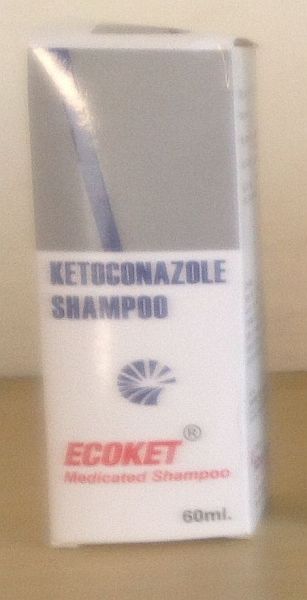 KETOCONAZOLE
SHAMPOO
ECOKET®
Medicated Shampoo
60ml.